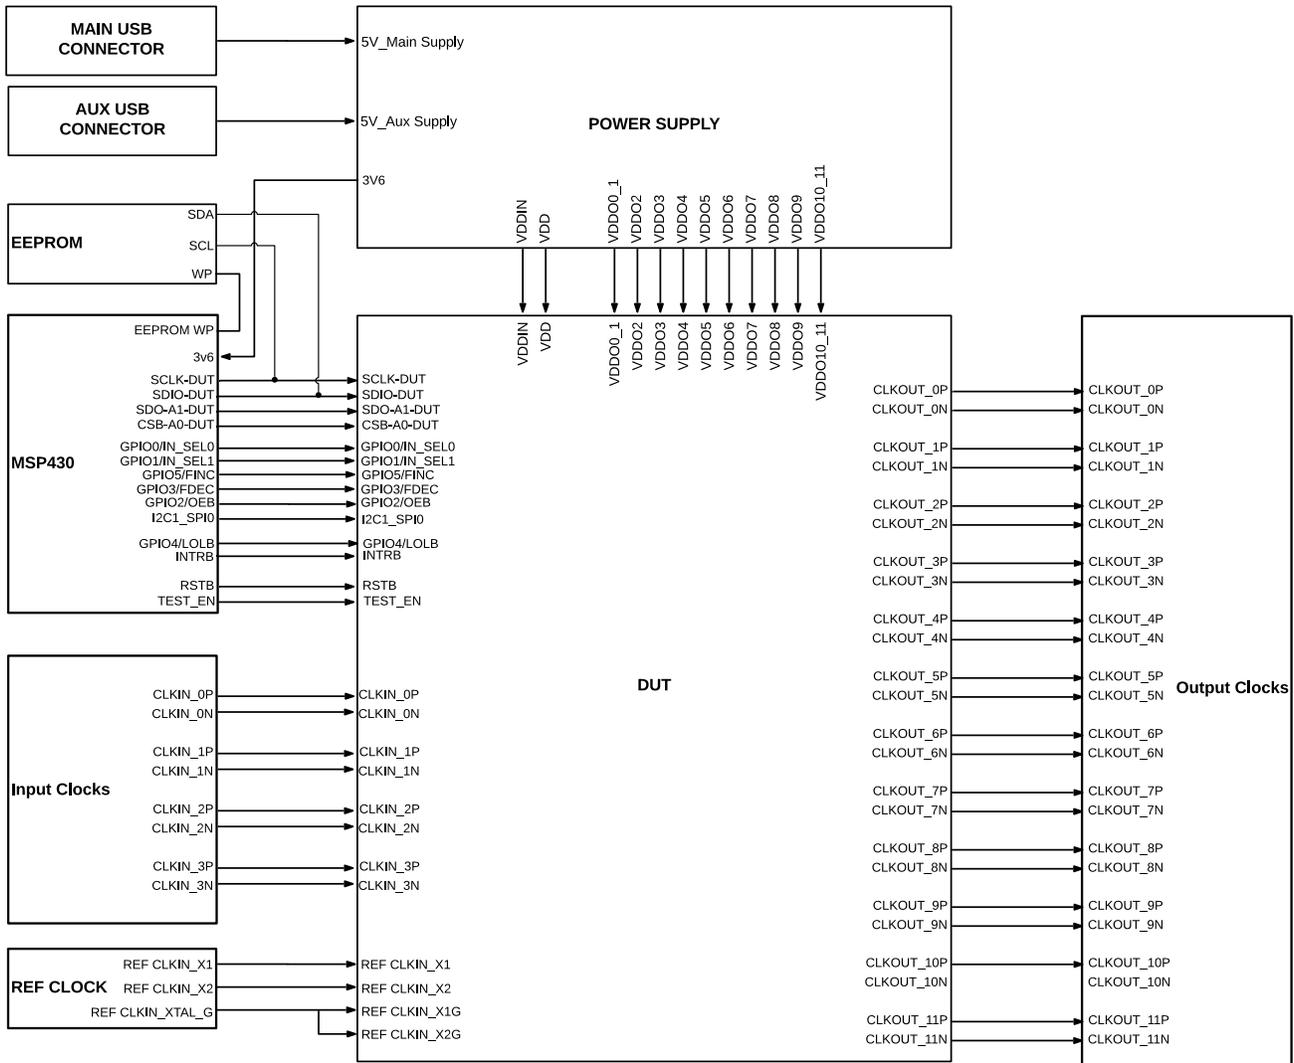 MAIN USB
CONNECTOR
AUX USB
CONNECTOR
5V_Main Supply
5V_Aux Supply
POWER SUPPLY
3V6
VDDIN
VDD
VDDO0_1
VDDO2
VDDO3
VDDO4
VDDO5
VDDO6
VDDO7
VDDO8
VDDO9
VDDO10_11
EEPROM
SDA
SCL
WP
MSP430
EEPROM WP
3v6
SCLK-DUT
SDIO-DUT
SDO-A1-DUT
CSB-A0-DUT
GPIO0/IN_SEL0
GPIO1/IN_SEL1
GPIO5/FINC
GPIO3/FDEC
GPIO2/OEB
I2C1_SPI0
GPIO4/LOLB
INTRB
RSTB
TEST_EN
Input Clocks
CLKIN_0P
CLKIN_0N
CLKIN_1P
CLKIN_1N
CLKIN_2P
CLKIN_2N
CLKIN_3P
CLKIN_3N
REF CLOCK
REF CLKIN_X1
REF CLKIN_X2
REF CLKIN_XTAL_G
VDDIN
VDD
VDDO0_1
VDDO2
VDDO3
VDDO4
VDDO5
VDDO6
VDDO7
VDDO8
VDDO9
VDDO10_11
SCLK-DUT
SDIO-DUT
SDO-A1-DUT
CSB-A0-DUT
GPIO0/IN_SEL0
GPIO1/IN_SEL1
GPIO5/FINC
GPIO3/FDEC
GPIO2/OEB
I2C1_SPI0
GPIO4/LOLB
INTRB
RSTB
TEST_EN
CLKIN_0P
CLKIN_0N
CLKIN_1P
CLKIN_1N
CLKIN_2P
CLKIN_2N
CLKIN_3P
CLKIN_3N
REF CLKIN_X1
REF CLKIN_X2
REF CLKIN_X1G
REF CLKIN_X2G
DUT
CLKOUT_0P
CLKOUT_0N
CLKOUT_1P
CLKOUT_1N
CLKOUT_2P
CLKOUT_2N
CLKOUT_3P
CLKOUT_3N
CLKOUT_4P
CLKOUT_4N
CLKOUT_5P
CLKOUT_5N
CLKOUT_6P
CLKOUT_6N
CLKOUT_7P
CLKOUT_7N
CLKOUT_8P
CLKOUT_8N
CLKOUT_9P
CLKOUT_9N
CLKOUT_10P
CLKOUT_10N
CLKOUT_11P
CLKOUT_11N
CLKOUT_0P
CLKOUT_0N
CLKOUT_1P
CLKOUT_1N
CLKOUT_2P
CLKOUT_2N
CLKOUT_3P
CLKOUT_3N
CLKOUT_4P
CLKOUT_4N
CLKOUT_5P
CLKOUT_5N
CLKOUT_6P
CLKOUT_6N
CLKOUT_7P
CLKOUT_7N
CLKOUT_8P
CLKOUT_8N
CLKOUT_9P
CLKOUT_9N
CLKOUT_10P
CLKOUT_10N
CLKOUT_11P
CLKOUT_11N
Output Clocks